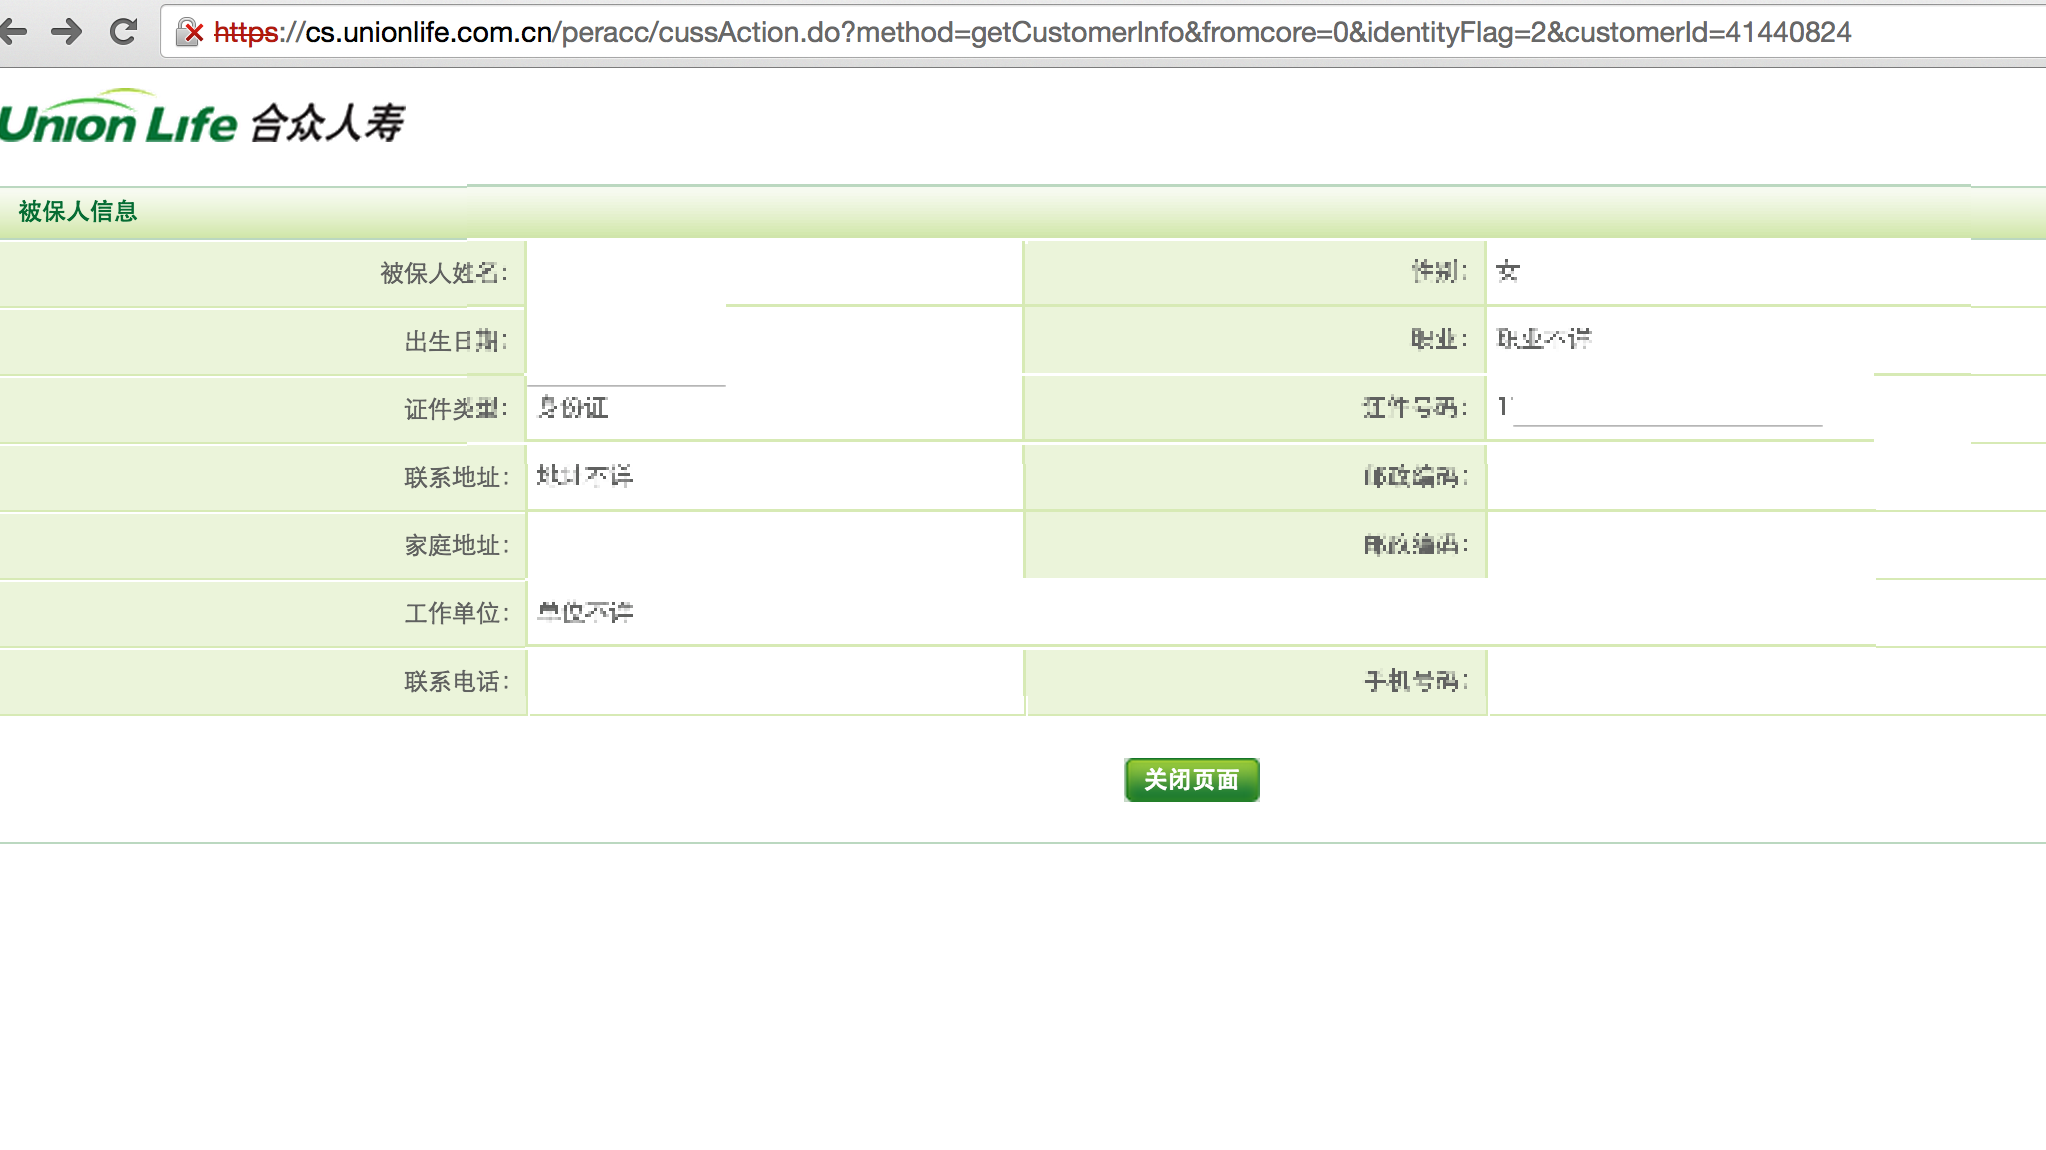 https://cs.unionlife.com.cn/peracc/cussAction.do?method=getCustomerInfo&fromcore=0&identityFlag=2&customerId=41440824
Union Life 合众人寿
被保人信息
被保人姓名: 性别: 女
出生日期: 职业: 职业不详
证件类型: 身份证 证件号码: 1
联系地址: 地址不详 邮政编码:
家庭地址: 邮政编码:
工作单位: 单位不详
联系电话: 手机号码:
关闭页面